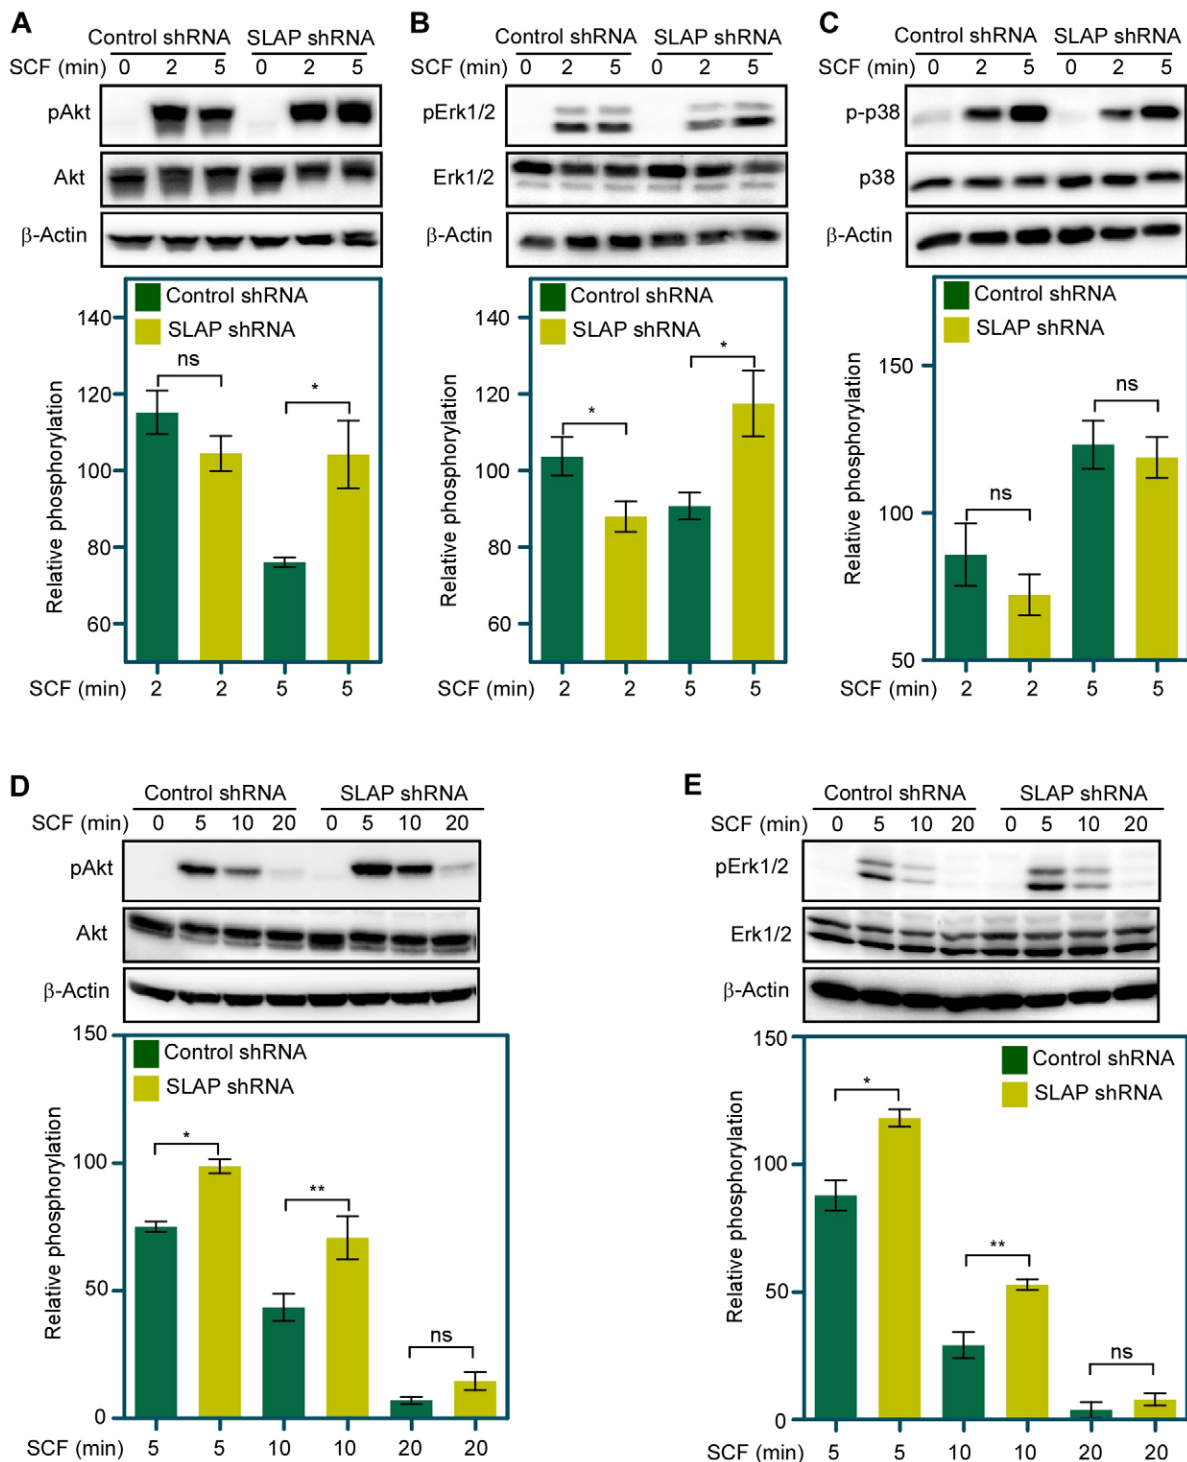 A
Control shRNA SLAP shRNA
SCF (min) 0 2 5 0 2 5
pAkt
Akt
β-Actin
Control shRNA
SLAP shRNA
Relative phosphorylation
140
120
100
80
60
ns
*
SCF (min) 2 2 5 5
B
Control shRNA SLAP shRNA
SCF (min) 0 2 5 0 2 5
pErk1/2
Erk1/2
β-Actin
Control shRNA
SLAP shRNA
Relative phosphorylation
140
120
100
80
60
*
*
SCF (min) 2 2 5 5
C
Control shRNA SLAP shRNA
SCF (min) 0 2 5 0 2 5
p-p38
p38
β-Actin
Control shRNA
SLAP shRNA
Relative phosphorylation
150
100
50
ns
ns
SCF (min) 2 2 5 5
D
Control shRNA SLAP shRNA
SCF (min) 0 5 10 20 0 5 10 20
pAkt
Akt
β-Actin
Control shRNA
SLAP shRNA
Relative phosphorylation
150
100
50
0
*
**
ns
SCF (min) 5 5 10 10 20 20
E
Control shRNA SLAP shRNA
SCF (min) 0 5 10 20 0 5 10 20
pErk1/2
Erk1/2
β-Actin
Control shRNA
SLAP shRNA
Relative phosphorylation
150
100
50
0
*
**
ns
SCF (min) 5 5 10 10 20 20